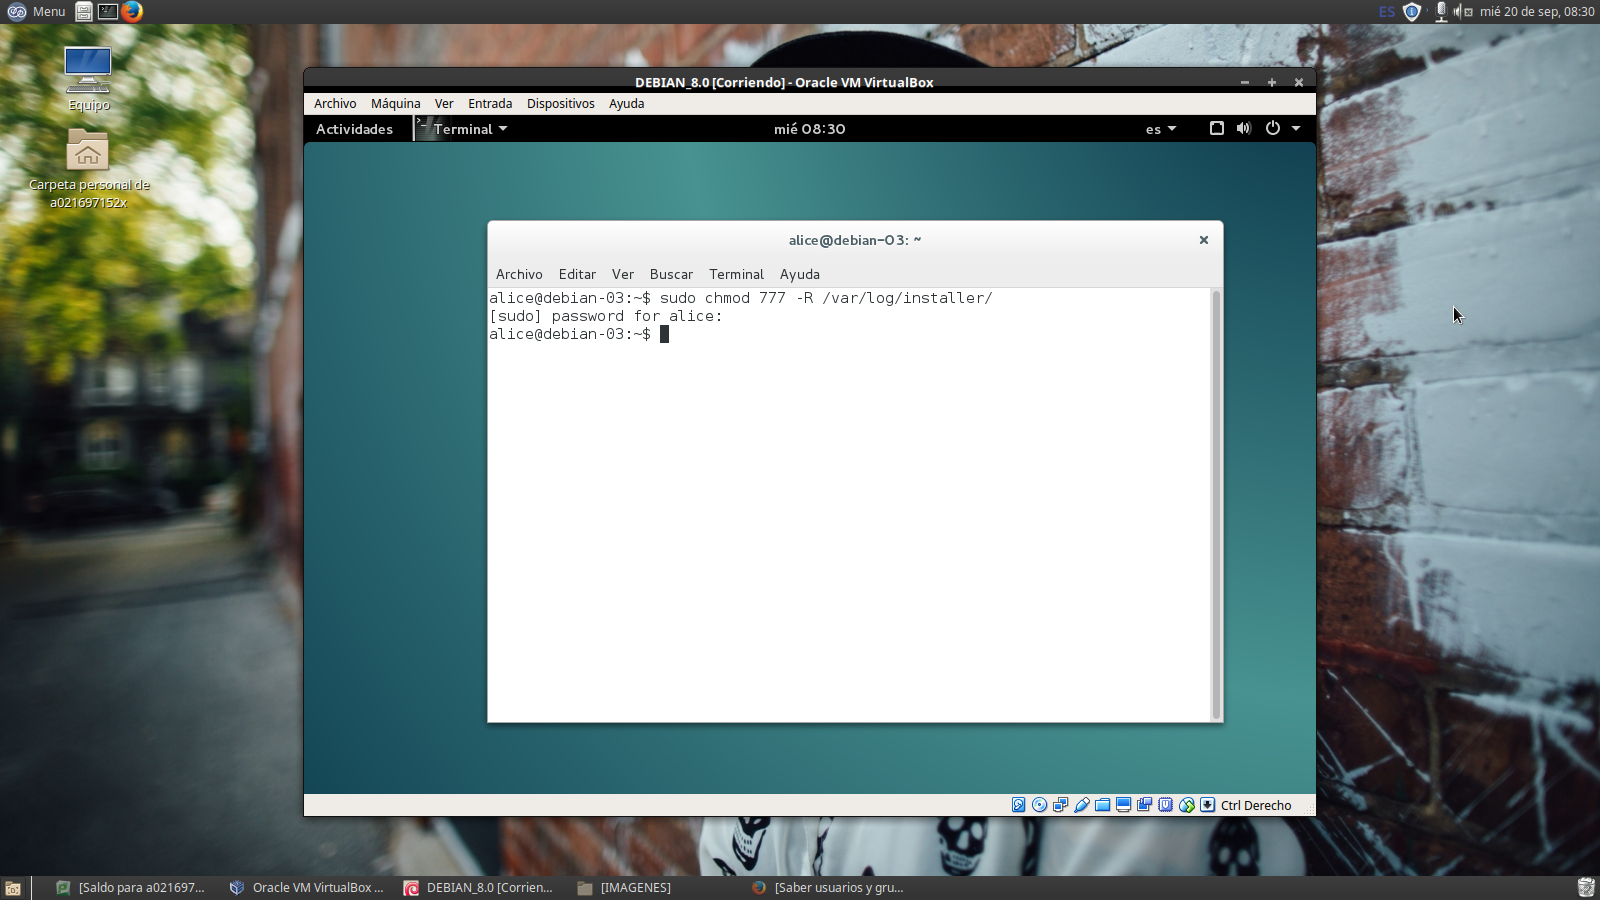 Menu
ES
mié 20 de sep, 08:30
Equipo
Carpeta personal de
a021697152x
DEBIAN_8.0 [Corriendo] - Oracle VM VirtualBox
Archivo Máquina Ver Entrada Dispositivos Ayuda
Actividades Terminal mié 08:30 es
alice@debian-03: ~
Archivo Editar Ver Buscar Terminal Ayuda
alice@debian-03:~$ sudo chmod 777 -R /var/log/installer/
[sudo] password for alice:
alice@debian-03:~$
Ctrl Derecho
[Saldo para a021697... Oracle VM VirtualBox ... DEBIAN_8.0 [Corrien... [IMAGENES] [Saber usuarios y gru...